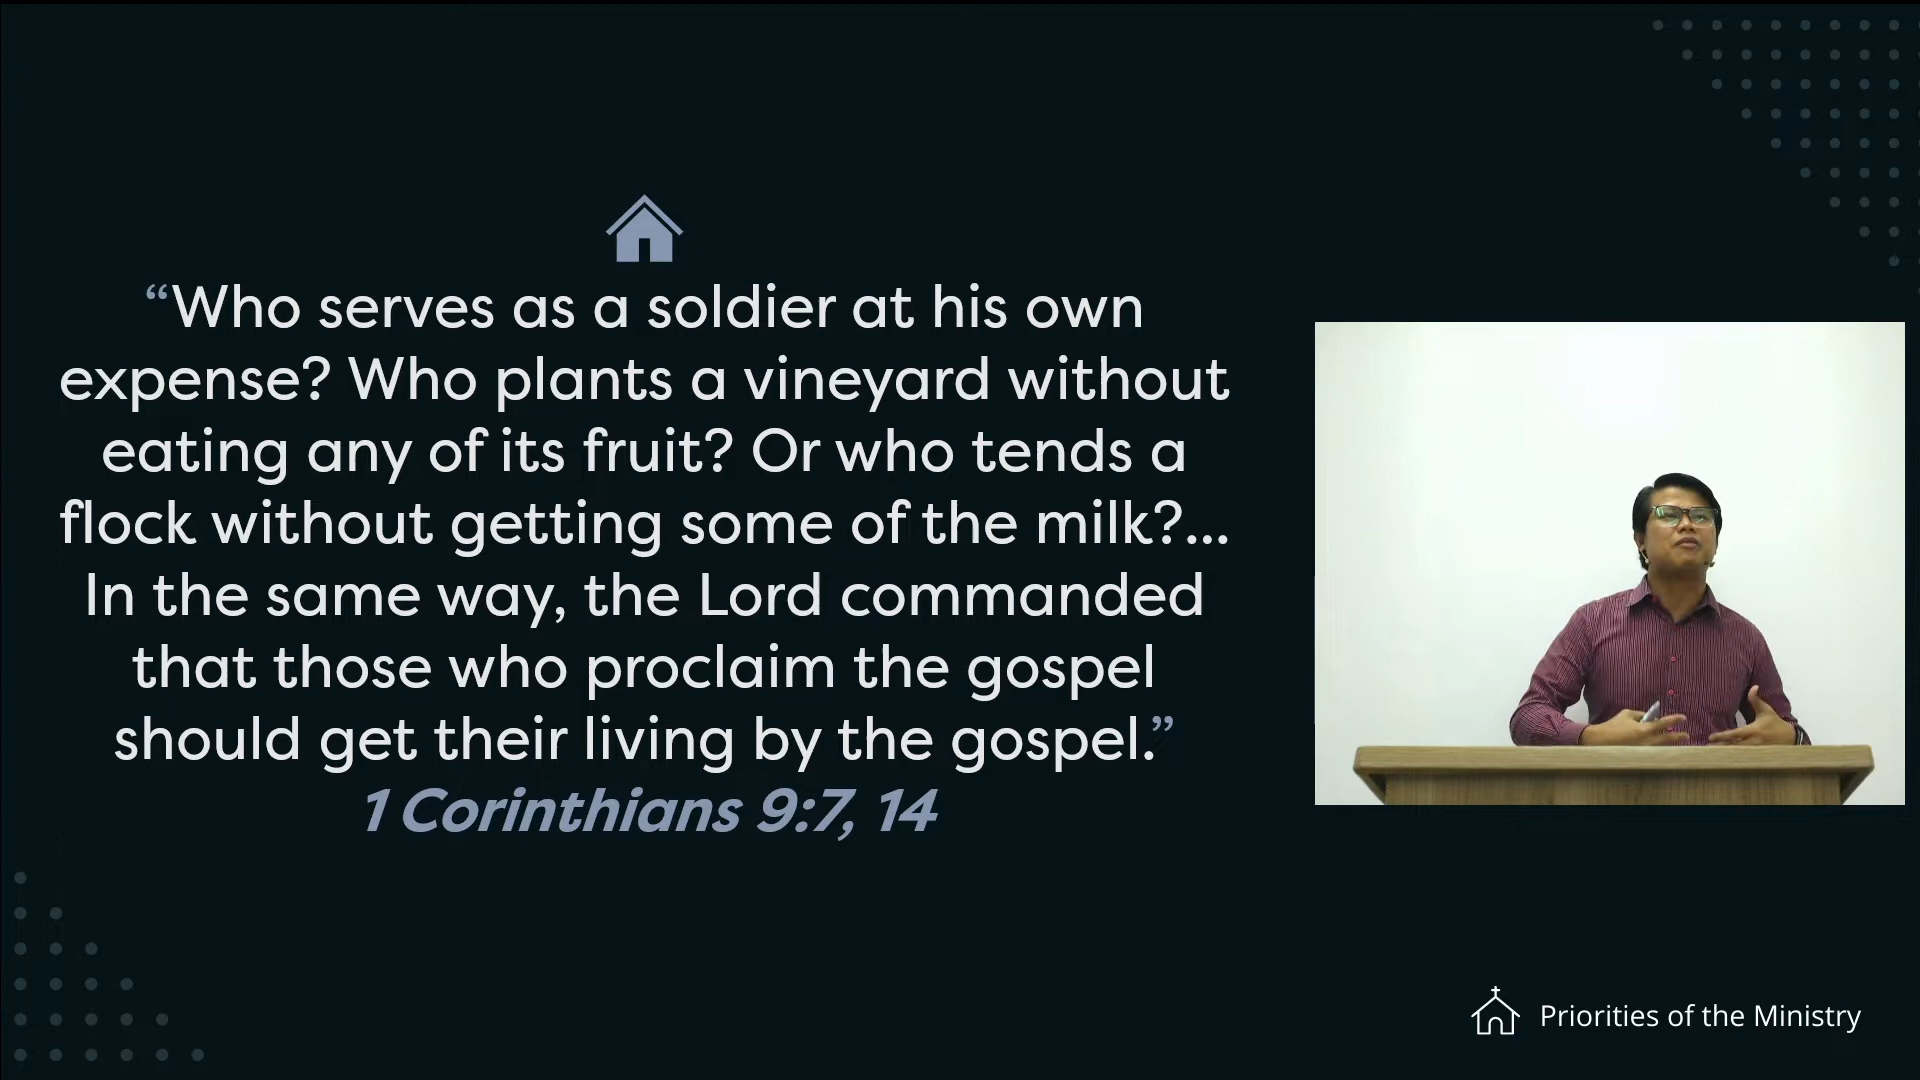 “Who serves as a soldier at his own
expense? Who plants a vineyard without
eating any of its fruit? Or who tends a
flock without getting some of the milk?...
In the same way, the Lord commanded
that those who proclaim the gospel
should get their living by the gospel.”
1 Corinthians 9:7, 14
Priorities of the Ministry